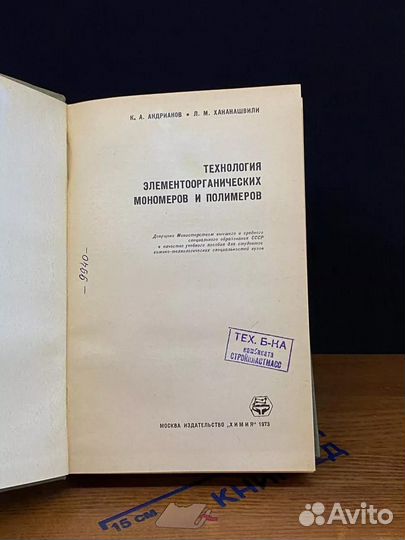 К. А. АНДРИАНОВ • Л. М. ХАНАНАШВИЛИ
ТЕХНОЛОГИЯ
ЭЛЕМЕНТООРГАНИЧЕСКИХ
МОНОМЕРОВ И ПОЛИМЕРОВ
Допущено Министерством высшего и среднего
специального образования СССР
в качестве учебного пособия для студентов
химико-технологических специальностей вузов
-9940-
ТЕХ. Б-КА
комбината
СТРОЙПЛАСТМАСС
МОСКВА ИЗДАТЕЛЬСТВО „ХИМИЯ" 1973
15 см
Avito